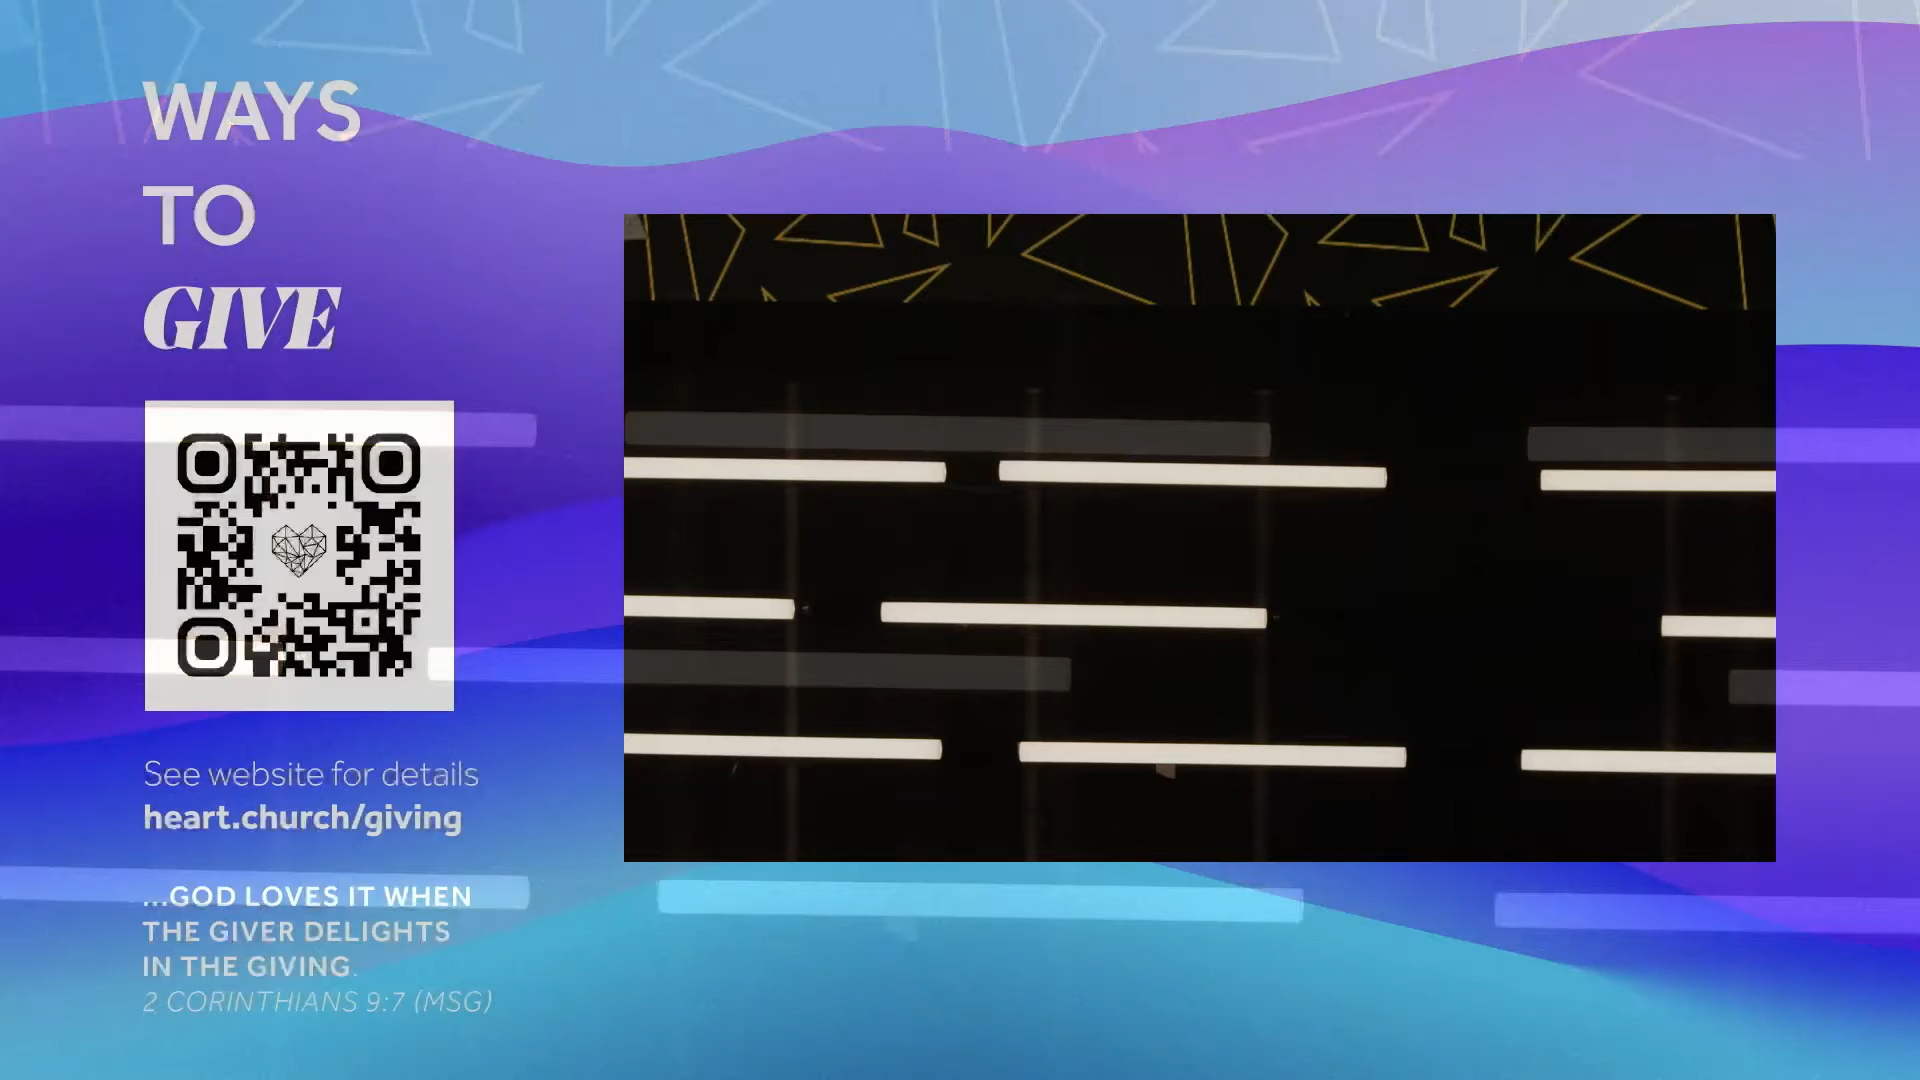 WAYS
TO
GIVE
See website for details
heart.church/giving
...GOD LOVES IT WHEN
THE GIVER DELIGHTS
IN THE GIVING.
2 CORINTHIANS 9:7 (MSG)